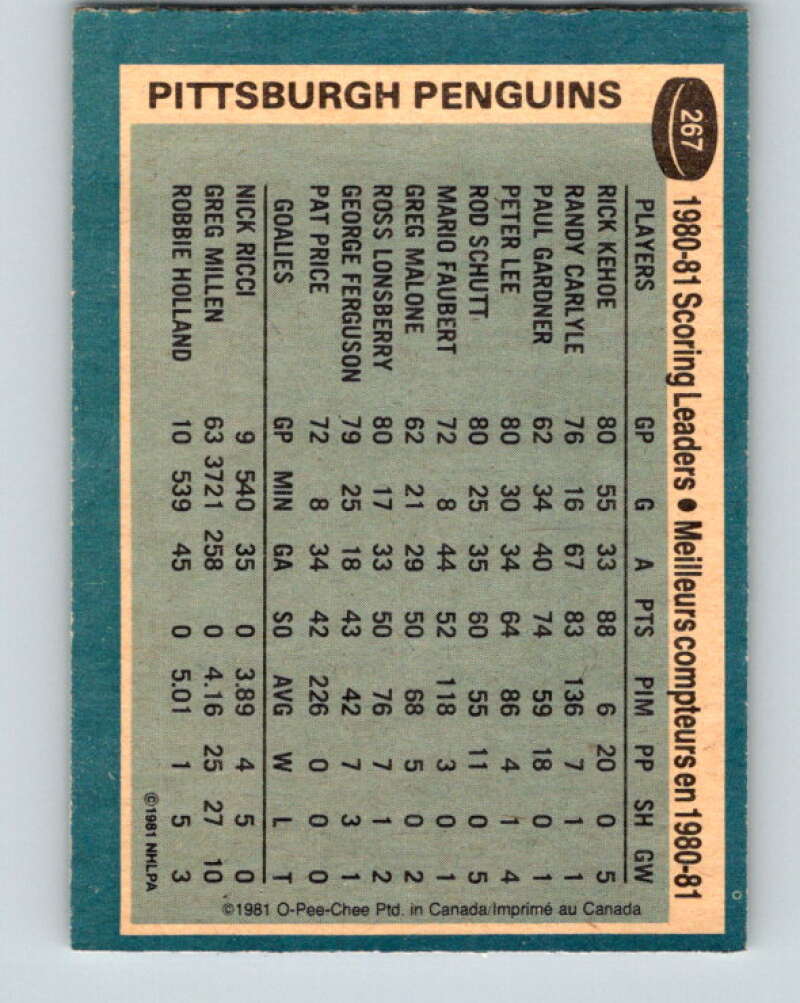 PITTSBURGH PENGUINS
267
1980-81 Scoring Leaders • Meilleurs compteurs en 1980-81
PLAYERS GP G A PTS PIM PP SH GW
RICK KEHOE 80 55 33 88 6 20 0 5
RANDY CARLYLE 76 16 67 83 136 7 1 1
PAUL GARDNER 62 34 40 74 59 18 0 1
PETER LEE 80 30 34 64 86 4 1 4
ROD SCHUTT 80 25 35 60 55 11 0 5
MARIO FAUBERT 72 8 44 52 118 3 0 1
GREG MALONE 62 21 29 50 68 5 0 2
ROSS LONSBERRY 80 17 33 50 76 7 1 2
GEORGE FERGUSON 79 25 18 43 42 7 3 1
PAT PRICE 72 8 34 42 226 0 0 0
GOALIES GP MIN GA SO AVG W L T
NICK RICCI 9 540 35 0 3.89 4 5 0
GREG MILLEN 63 3721 258 0 4.16 25 27 10
ROBBIE HOLLAND 10 539 45 0 5.01 1 5 3
©1981 NHLPA
©1981 O-Pee-Chee Ptd. in Canada/Imprimé au Canada